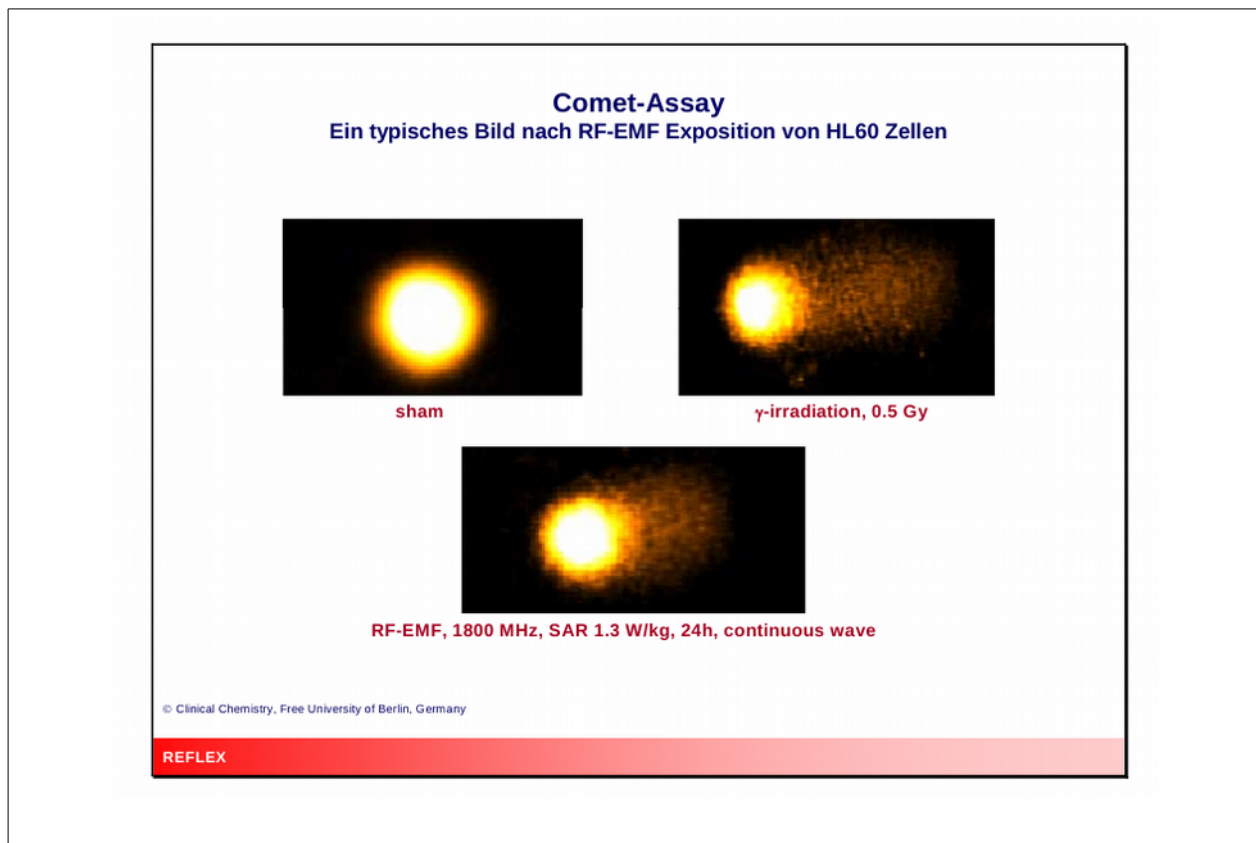 Comet-Assay
Ein typisches Bild nach RF-EMF Exposition von HL60 Zellen
sham
γ-irradiation, 0.5 Gy
RF-EMF, 1800 MHz, SAR 1.3 W/kg, 24h, continuous wave
© Clinical Chemistry, Free University of Berlin, Germany
REFLEX